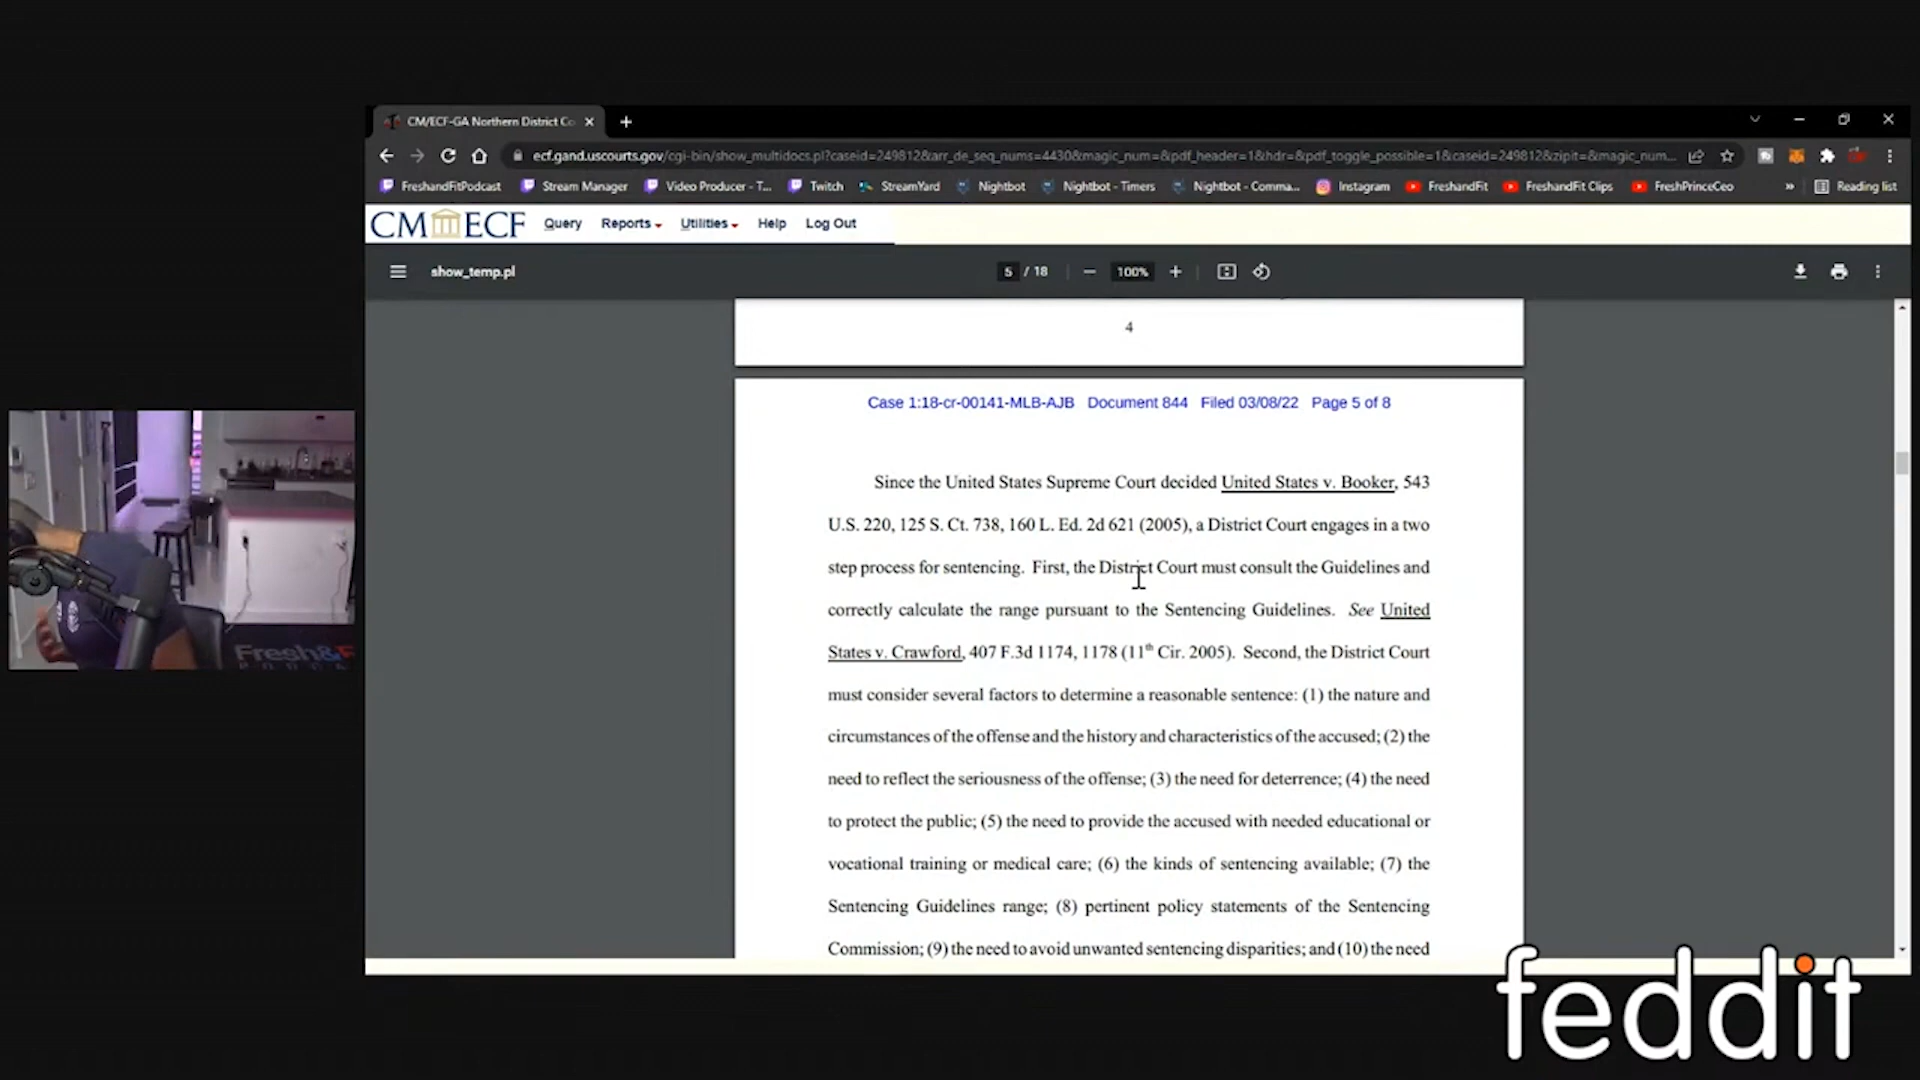 CM/ECF-GA Northern District Co
ecf.gand.uscourts.gov/cgi-bin/show_multidocs.pl?caseid=249812&arr_de_seq_nums=4430&magic_num=&pdf_header=1&hdr=&pdf_toggle_possible=1&caseid=249812&zipit=&magic_num...
FreshandFitPodcast Stream Manager Video Producer - T... Twitch StreamYard Nightbot Nightbot - Timers Nightbot - Comma... Instagram FreshandFit FreshandFit Clips FreshPrinceCeo » Reading list
CM ECF Query Reports Utilities Help Log Out
show_temp.pl 5 / 18 100%
4
Case 1:18-cr-00141-MLB-AJB Document 844 Filed 03/08/22 Page 5 of 8
Since the United States Supreme Court decided United States v. Booker, 543
U.S. 220, 125 S. Ct. 738, 160 L. Ed. 2d 621 (2005), a District Court engages in a two
step process for sentencing. First, the District Court must consult the Guidelines and
correctly calculate the range pursuant to the Sentencing Guidelines. See United
States v. Crawford, 407 F.3d 1174, 1178 (11th Cir. 2005). Second, the District Court
must consider several factors to determine a reasonable sentence: (1) the nature and
circumstances of the offense and the history and characteristics of the accused; (2) the
need to reflect the seriousness of the offense; (3) the need for deterrence; (4) the need
to protect the public; (5) the need to provide the accused with needed educational or
vocational training or medical care; (6) the kinds of sentencing available; (7) the
Sentencing Guidelines range; (8) pertinent policy statements of the Sentencing
Commission; (9) the need to avoid unwanted sentencing disparities; and (10) the need
Fresh&F
feddit